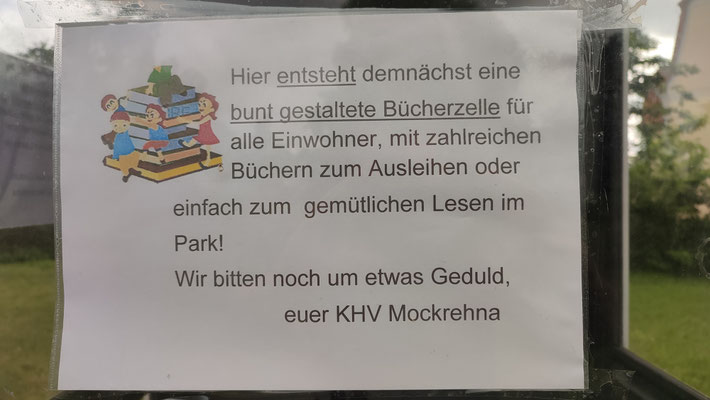 Hier entsteht demnächst eine
bunt gestaltete Bücherzelle für
alle Einwohner, mit zahlreichen
Büchern zum Ausleihen oder
einfach zum gemütlichen Lesen im
Park!
Wir bitten noch um etwas Geduld,
euer KHV Mockrehna